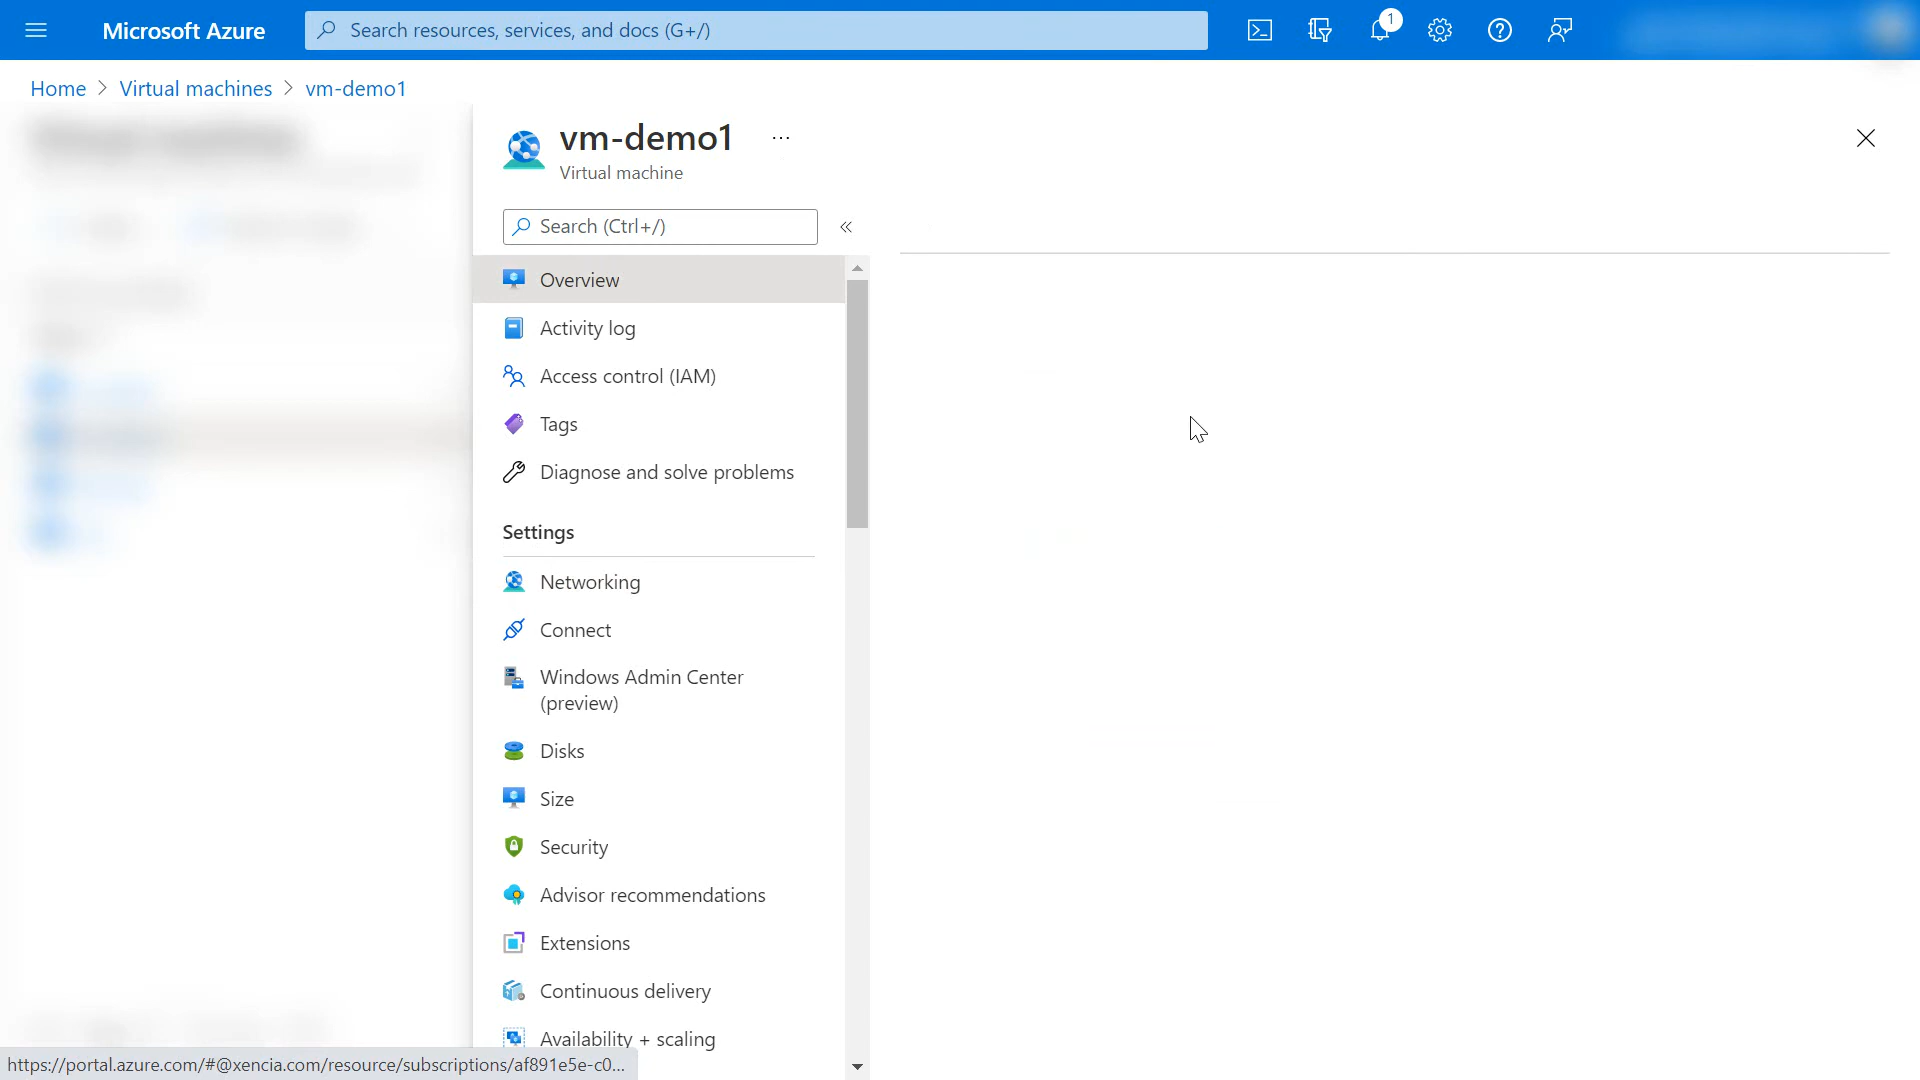 Microsoft Azure
Search resources, services, and docs (G+/)
1
Home > Virtual machines > vm-demo1
vm-demo1 ...
Virtual machine
Search (Ctrl+/)
«
Overview
Activity log
Access control (IAM)
Tags
Diagnose and solve problems
Settings
Networking
Connect
Windows Admin Center
(preview)
Disks
Size
Security
Advisor recommendations
Extensions
Continuous delivery
Availability + scaling
https://portal.azure.com/#@xencia.com/resource/subscriptions/af891e5e-c0...